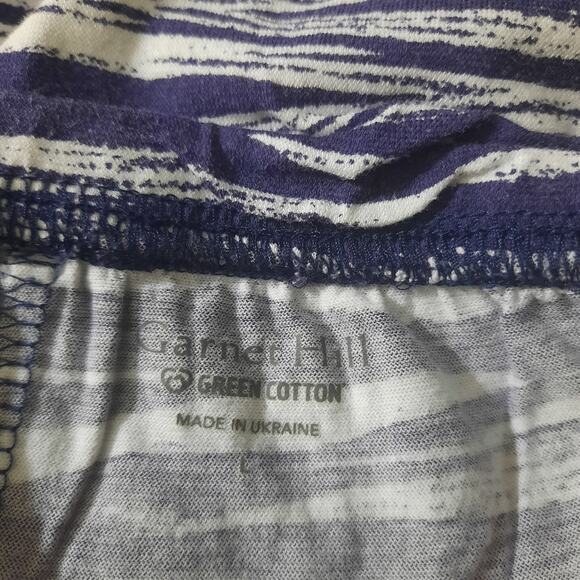 Garnet Hill
GREEN COTTON
MADE IN UKRAINE
L